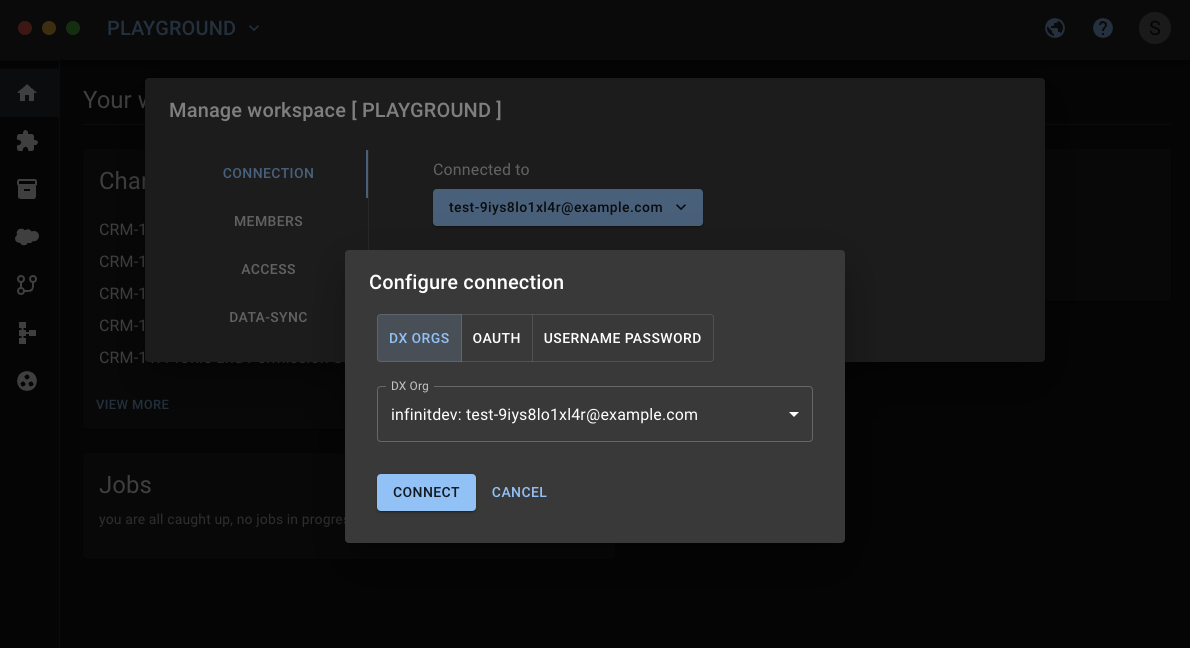 PLAYGROUND
S
Your
Manage workspace [ PLAYGROUND ]
CONNECTION
MEMBERS
ACCESS
DATA-SYNC
Connected to
test-9iys8lo1xl4r@example.com
CRM-1
CRM-1
CRM-1
CRM-1
CRM-1
VIEW MORE
Configure connection
DX ORGS
OAUTH
USERNAME PASSWORD
DX Org
infinitdev: test-9iys8lo1xl4r@example.com
CONNECT
CANCEL
Jobs
you are all caught up, no jobs in